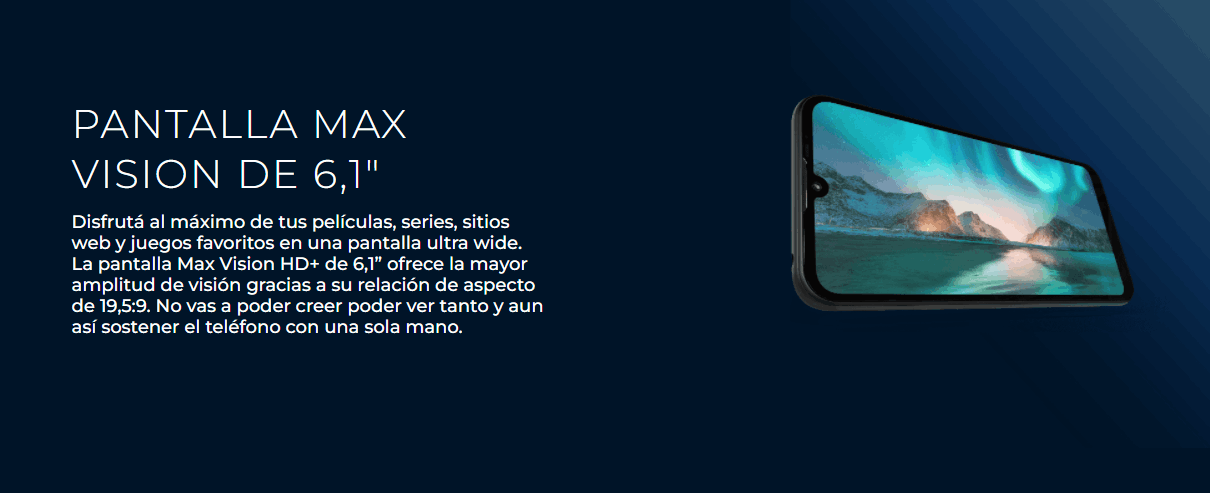 PANTALLA MAX
VISION DE 6,1"
Disfrutá al máximo de tus películas, series, sitios
web y juegos favoritos en una pantalla ultra wide.
La pantalla Max Vision HD+ de 6,1” ofrece la mayor
amplitud de visión gracias a su relación de aspecto
de 19,5:9. No vas a poder creer poder ver tanto y aun
así sostener el teléfono con una sola mano.